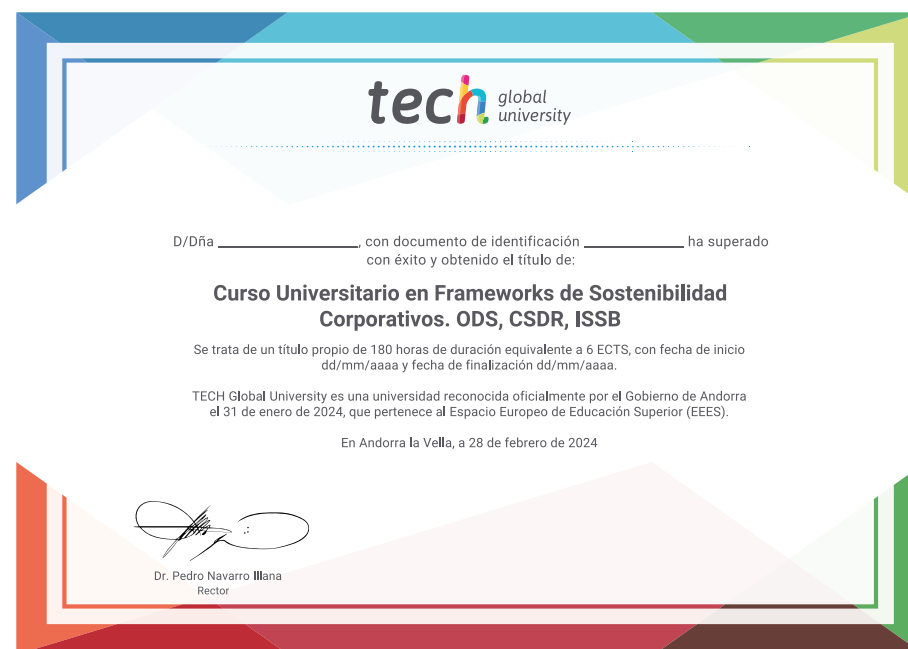 tech global university
D/Dña ____________________, con documento de identificación ______________ ha superado
con éxito y obtenido el título de:
Curso Universitario en Frameworks de Sostenibilidad
Corporativos. ODS, CSDR, ISSB
Se trata de un título propio de 180 horas de duración equivalente a 6 ECTS, con fecha de inicio
dd/mm/aaaa y fecha de finalización dd/mm/aaaa.
TECH Global University es una universidad reconocida oficialmente por el Gobierno de Andorra
el 31 de enero de 2024, que pertenece al Espacio Europeo de Educación Superior (EEES).
En Andorra la Vella, a 28 de febrero de 2024
Dr. Pedro Navarro Illana
Rector